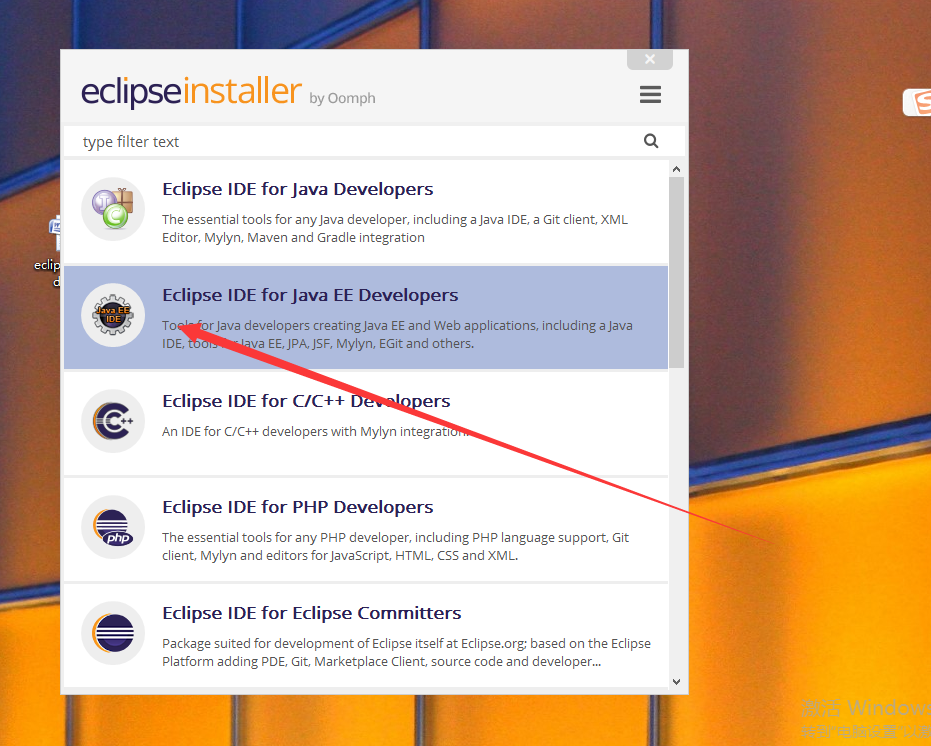 eclipseinstaller by Oomph
type filter text
Eclipse IDE for Java Developers
The essential tools for any Java developer, including a Java IDE, a Git client, XML
Editor, Mylyn, Maven and Gradle integration
Java EE
IDE
Eclipse IDE for Java EE Developers
Tools for Java developers creating Java EE and Web applications, including a Java
IDE, tools for Java EE, JPA, JSF, Mylyn, EGit and others.
C++
Eclipse IDE for C/C++ Developers
An IDE for C/C++ developers with Mylyn integration.
php
Eclipse IDE for PHP Developers
The essential tools for any PHP developer, including PHP language support, Git
client, Mylyn and editors for JavaScript, HTML, CSS and XML.
Eclipse IDE for Eclipse Committers
Package suited for development of Eclipse itself at Eclipse.org; based on the Eclipse
Platform adding PDE, Git, Marketplace Client, source code and developer...
eclip
d
激活 Windows